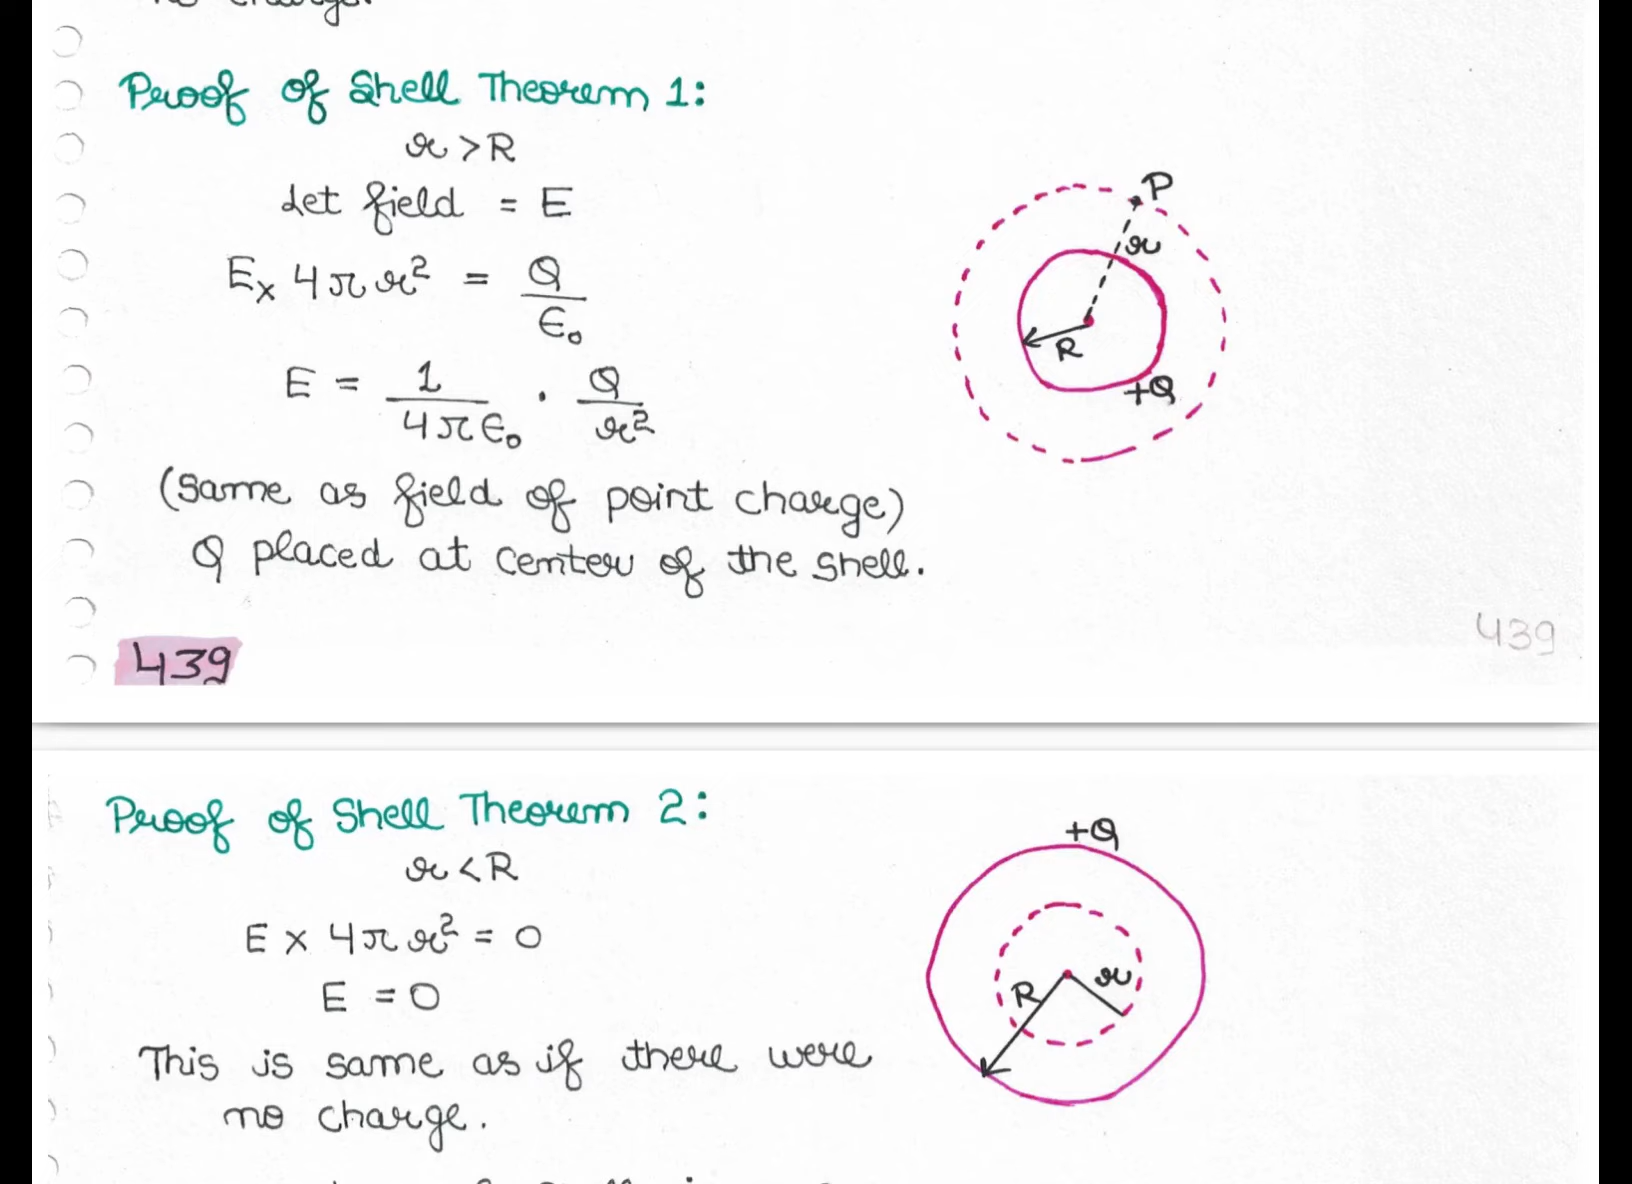 no charge.
Proof of Shell Theorem 1:
r > R
Let field = E
E x 4πr² = Q/ϵ₀
E = 1/4πϵ₀ · Q/r²
(Same as field of point charge)
Q placed at center of the shell.
P
r
R
+Q
439
439
Proof of Shell Theorem 2:
r < R
E x 4πr² = 0
E = 0
This is same as if there were
no charge.
+Q
R
r